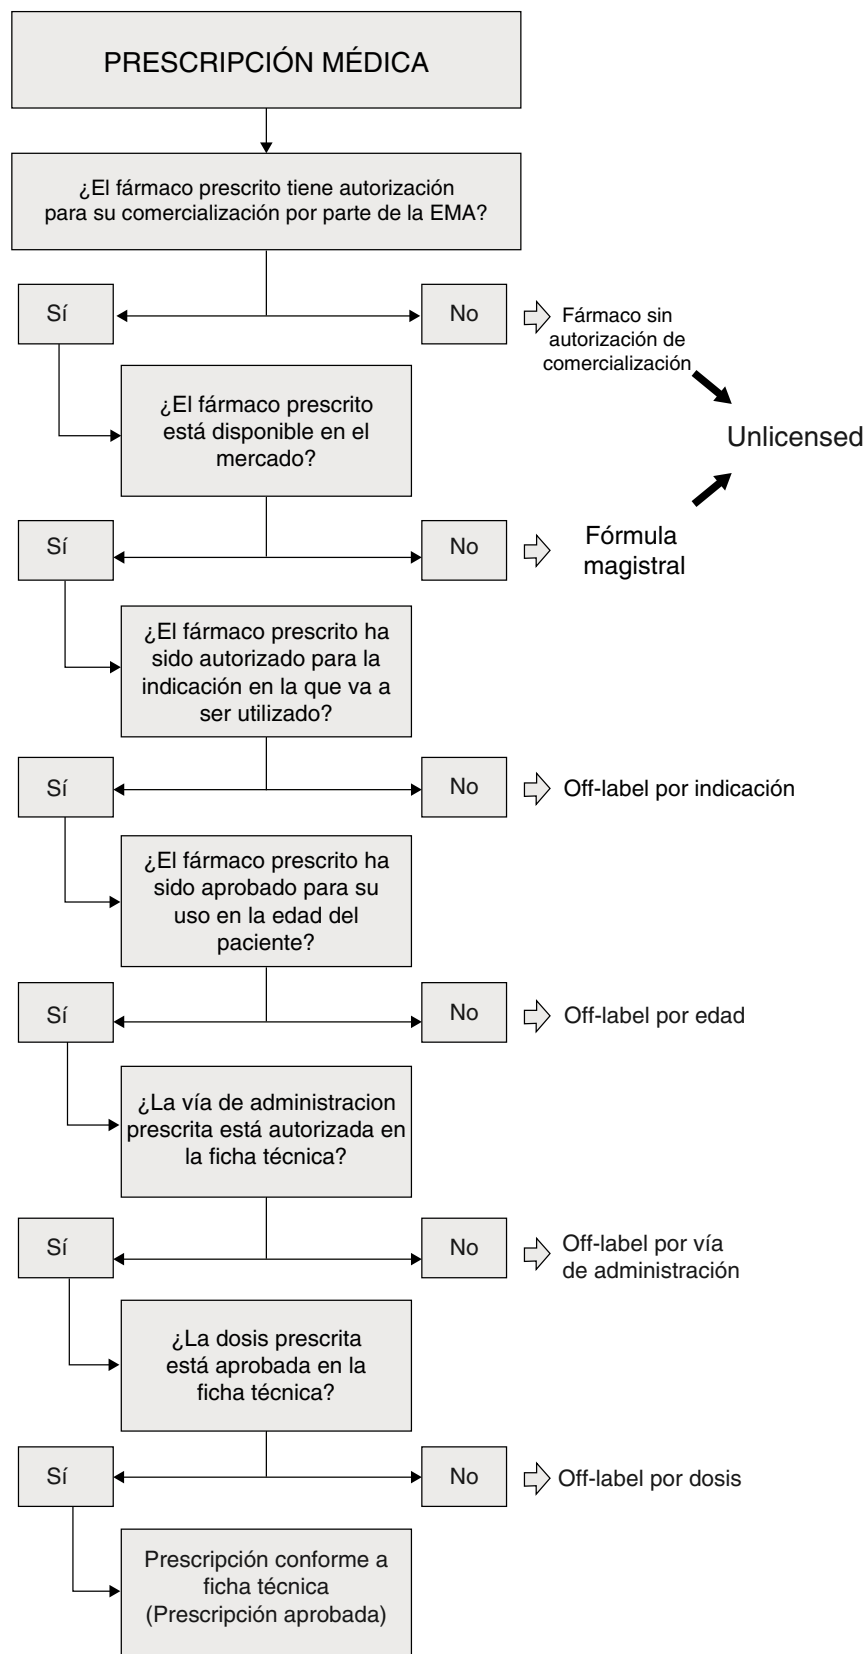 PRESCRIPCIÓN MÉDICA
¿El fármaco prescrito tiene autorización
para su comercialización por parte de la EMA?
Sí
No
Fármaco sin
autorización de
comercialización
¿El fármaco prescrito
está disponible en el
mercado?
Unlicensed
Sí
No
Fórmula
magistral
¿El fármaco prescrito ha
sido autorizado para la
indicación en la que va a
ser utilizado?
Sí
No
Off-label por indicación
¿El fármaco prescrito ha
sido aprobado para su
uso en la edad del
paciente?
Sí
No
Off-label por edad
¿La vía de administracion
prescrita está autorizada en
la ficha técnica?
Sí
No
Off-label por vía
de administración
¿La dosis prescrita
está aprobada en la
ficha técnica?
Sí
No
Off-label por dosis
Prescripción conforme a
ficha técnica
(Prescripción aprobada)